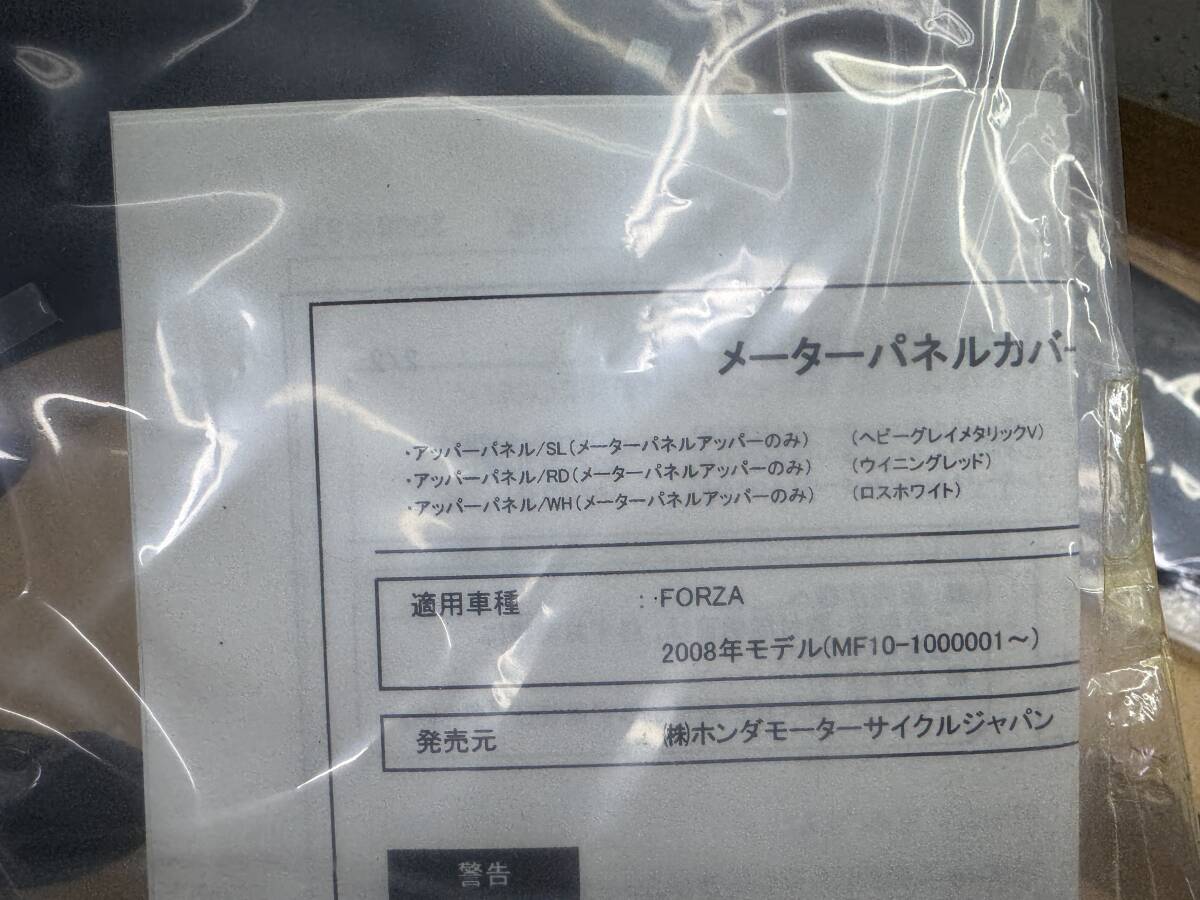 メーターパネルカバー
・アッパーパネル/SL(メーターパネルアッパーのみ) (ヘビーグレイメタリックV)
・アッパーパネル/RD(メーターパネルアッパーのみ) (ウイニングレッド)
・アッパーパネル/WH(メーターパネルアッパーのみ) (ロスホワイト)
適用車種 :・FORZA
2008年モデル(MF10-1000001～)
発売元 ㈱ホンダモーターサイクルジャパン
警告